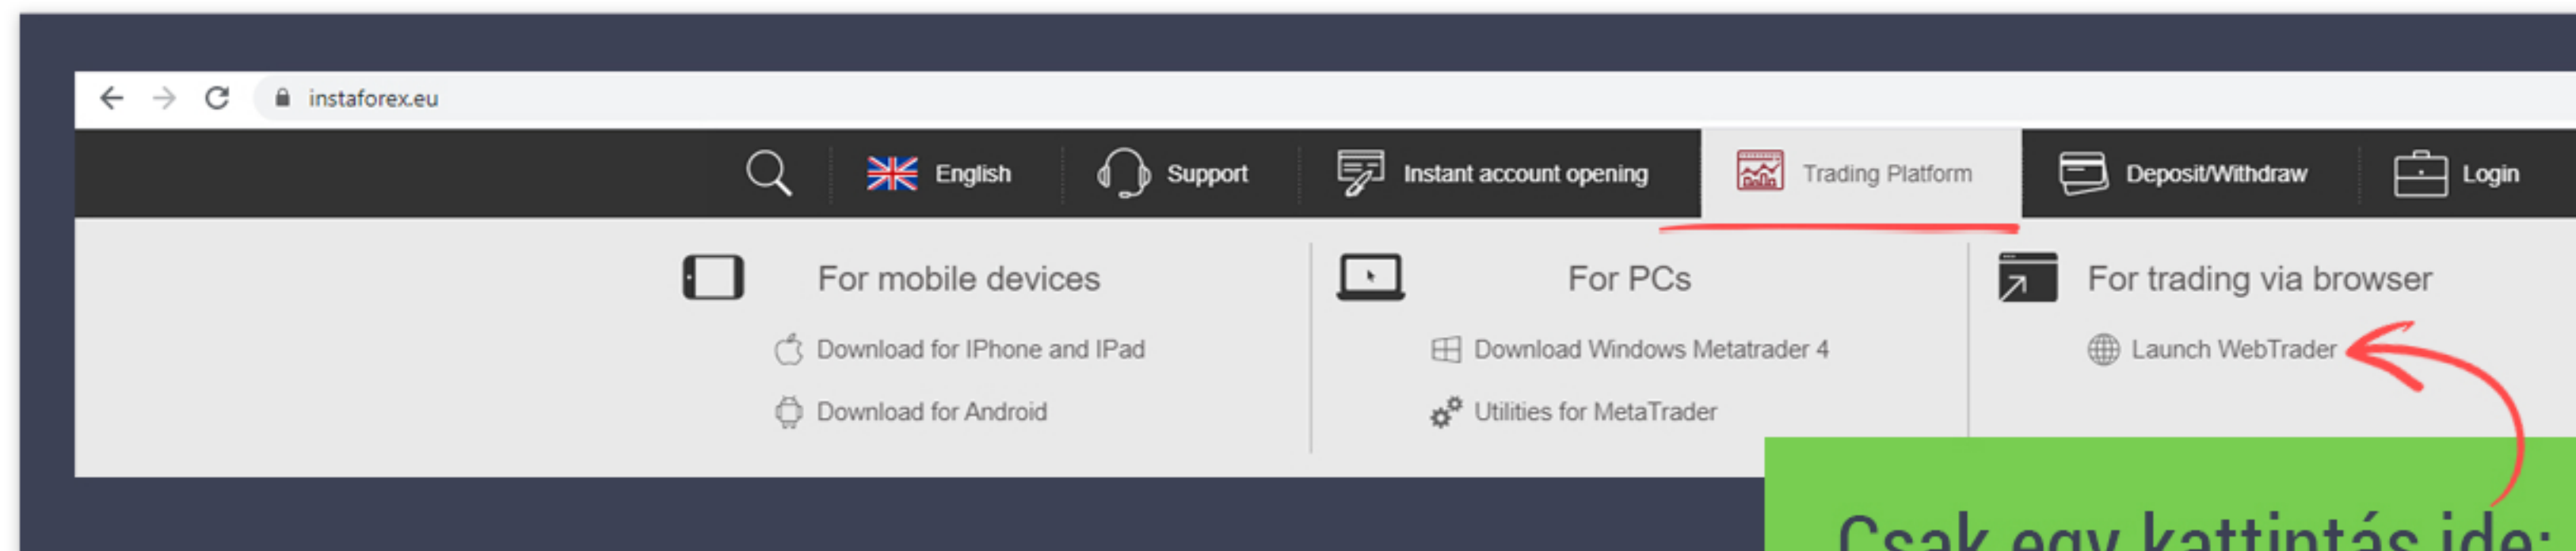 instaforex.eu
English Support Instant account opening Trading Platform Deposit/Withdraw Login
For mobile devices For PCs For trading via browser
Download for IPhone and IPad Download Windows Metatrader 4 Launch WebTrader
Download for Android Utilities for MetaTrader
Csak egy kattintás ide: